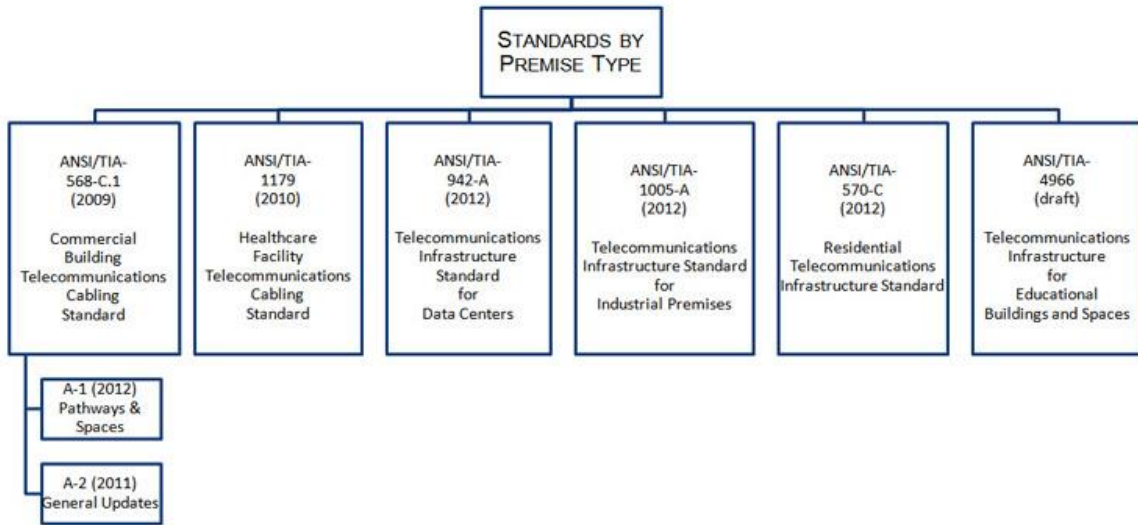 STANDARDS BY
PREMISE TYPE
ANSI/TIA-
568-C.1
(2009)
Commercial
Building
Telecommunications
Cabling
Standard
ANSI/TIA-
1179
(2010)
Healthcare
Facility
Telecommunications
Cabling
Standard
ANSI/TIA-
942-A
(2012)
Telecommunications
Infrastructure
Standard
for
Data Centers
ANSI/TIA-
1005-A
(2012)
Telecommunications
Infrastructure Standard
for
Industrial Premises
ANSI/TIA-
570-C
(2012)
Residential
Telecommunications
Infrastructure Standard
ANSI/TIA-
4966
(draft)
Telecommunications
Infrastructure
for
Educational
Buildings and Spaces
A-1 (2012)
Pathways &
Spaces
A-2 (2011)
General Updates